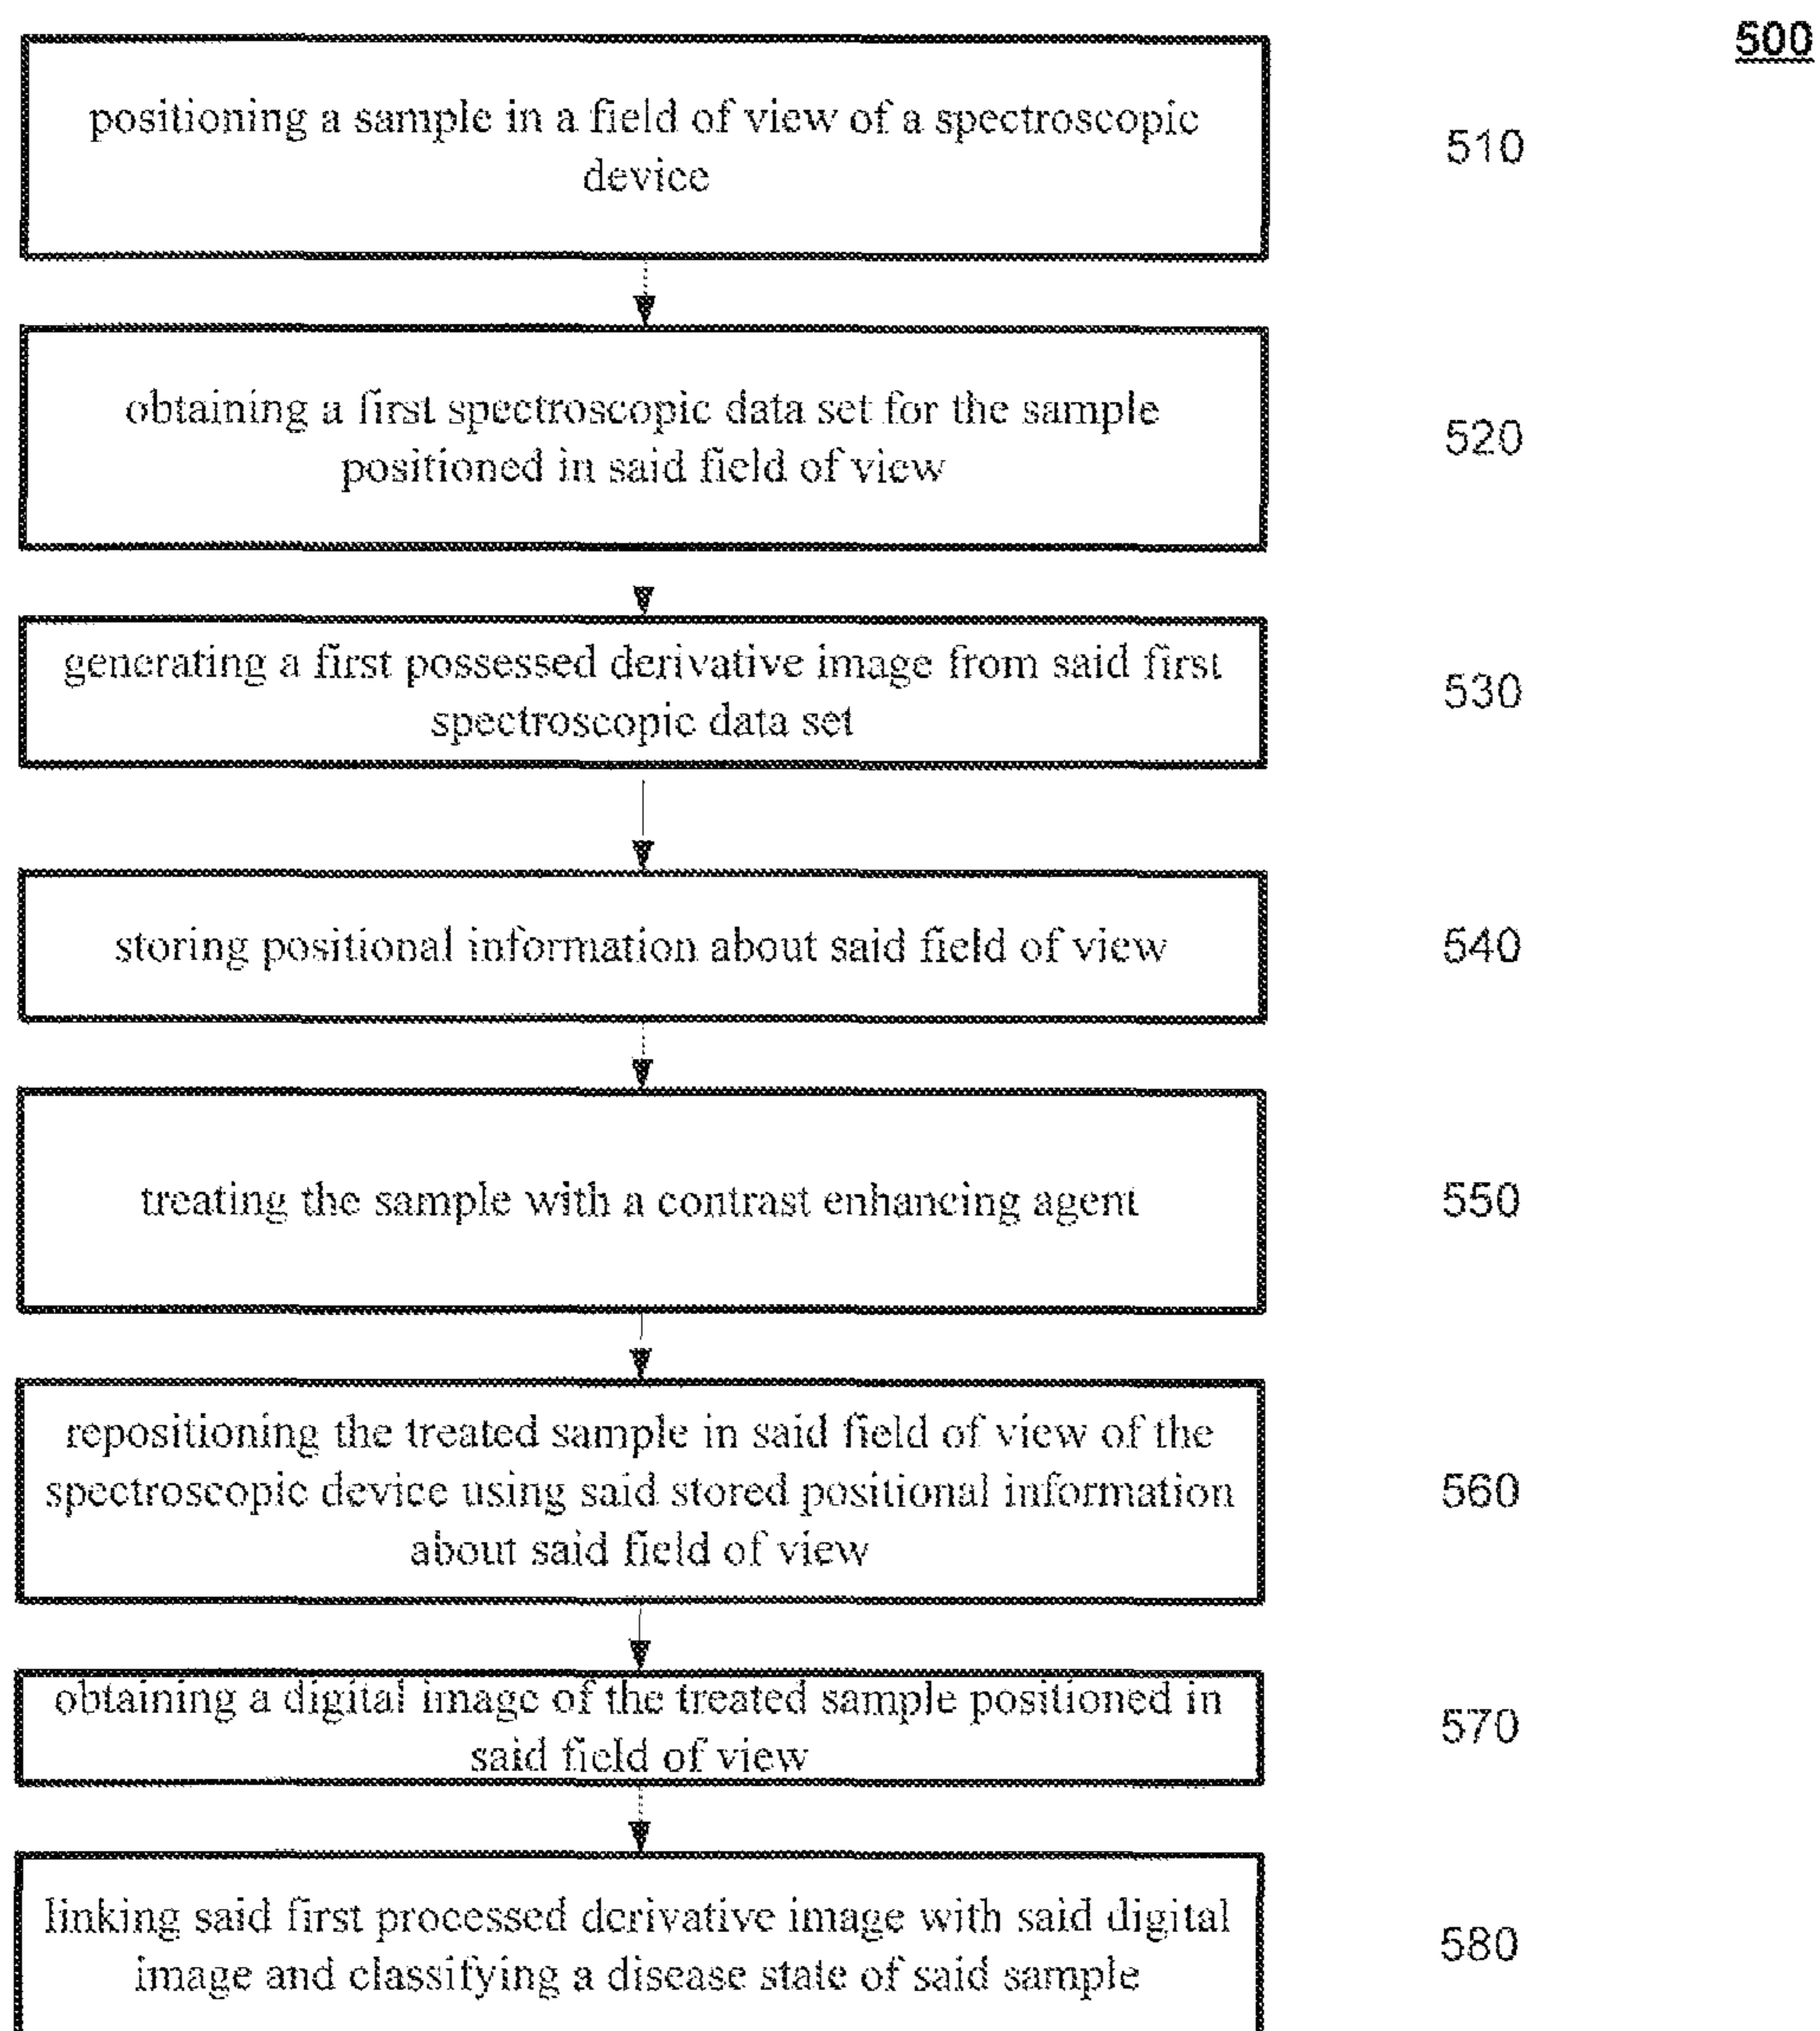 500
positioning a sample in a field of view of a spectroscopic
device
510
obtaining a first spectroscopic data set for the sample
positioned in said field of view
520
generating a first possessed derivative image from said first
spectroscopic data set
530
storing positional information about said field of view
540
treating the sample with a contrast enhancing agent
550
repositioning the treated sample in said field of view of the
spectroscopic device using said stored positional information
about said field of view
560
obtaining a digital image of the treated sample positioned in
said field of view
570
linking said first processed derivative image with said digital
image and classifying a disease state of said sample
580